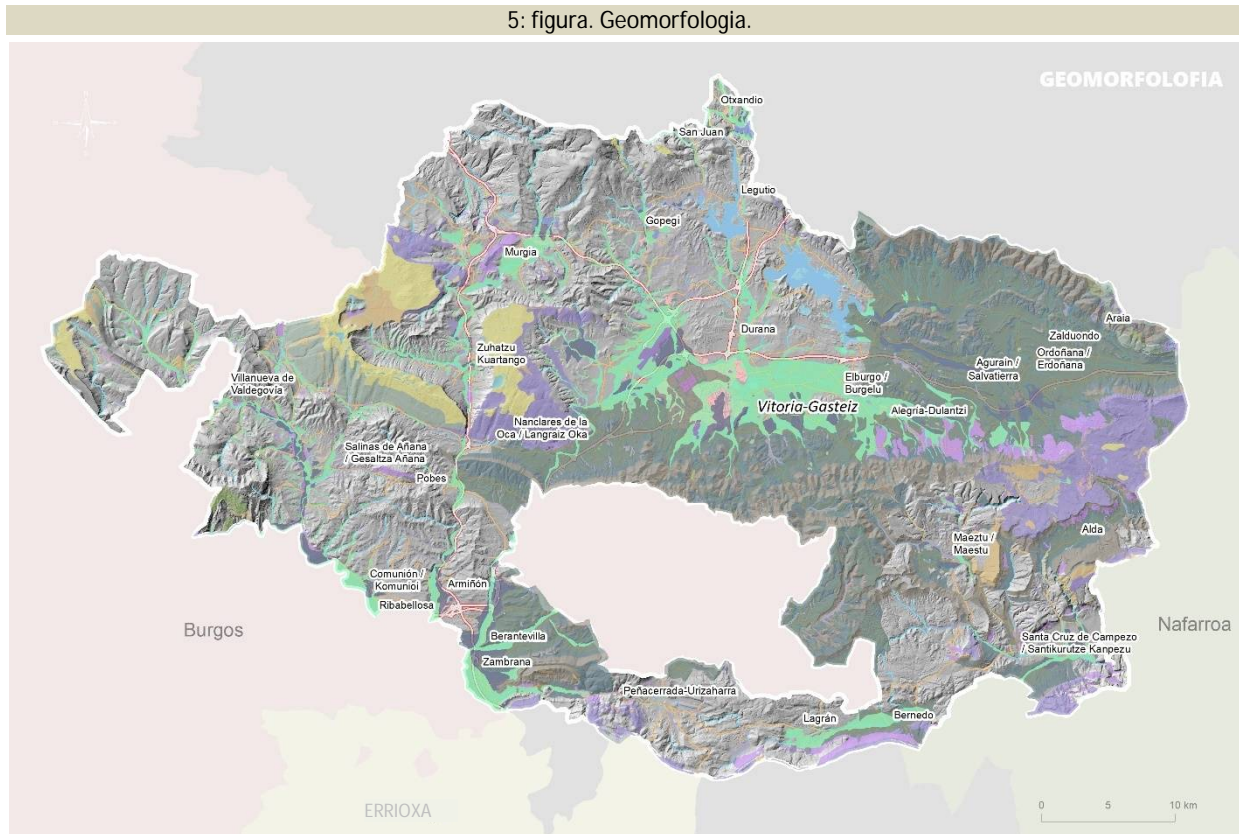 5: figura. Geomorfologia.
GEOMORFOLOFIA
Otxandio
San Juan
Legutio
Gopegi
Murgia
Durana
Araia
Zalduondo
Ordoñana /
Erdoñana
Agurain /
Salvatierra
Zuhatzu
Kuartango
Elburgo /
Burgelu
Villanueva de
Valdegovía
Vitoria-Gasteiz
Alegría-Dulantzi
Nanclares de la
Oca / Langraiz Oka
Salinas de Añana
/ Gesaltza Añana
Pobes
Alda
Maeztu /
Maestu
Comunión /
Komunioi
Armiñón
Ribabellosa
Burgos
Nafarroa
Berantevilla
Santa Cruz de Campezo
/ Santikurutze Kanpezu
Zambrana
Peñacerrada-Urizaharra
Lagrán
Bernedo
ERRIOXA
0 5 10 km